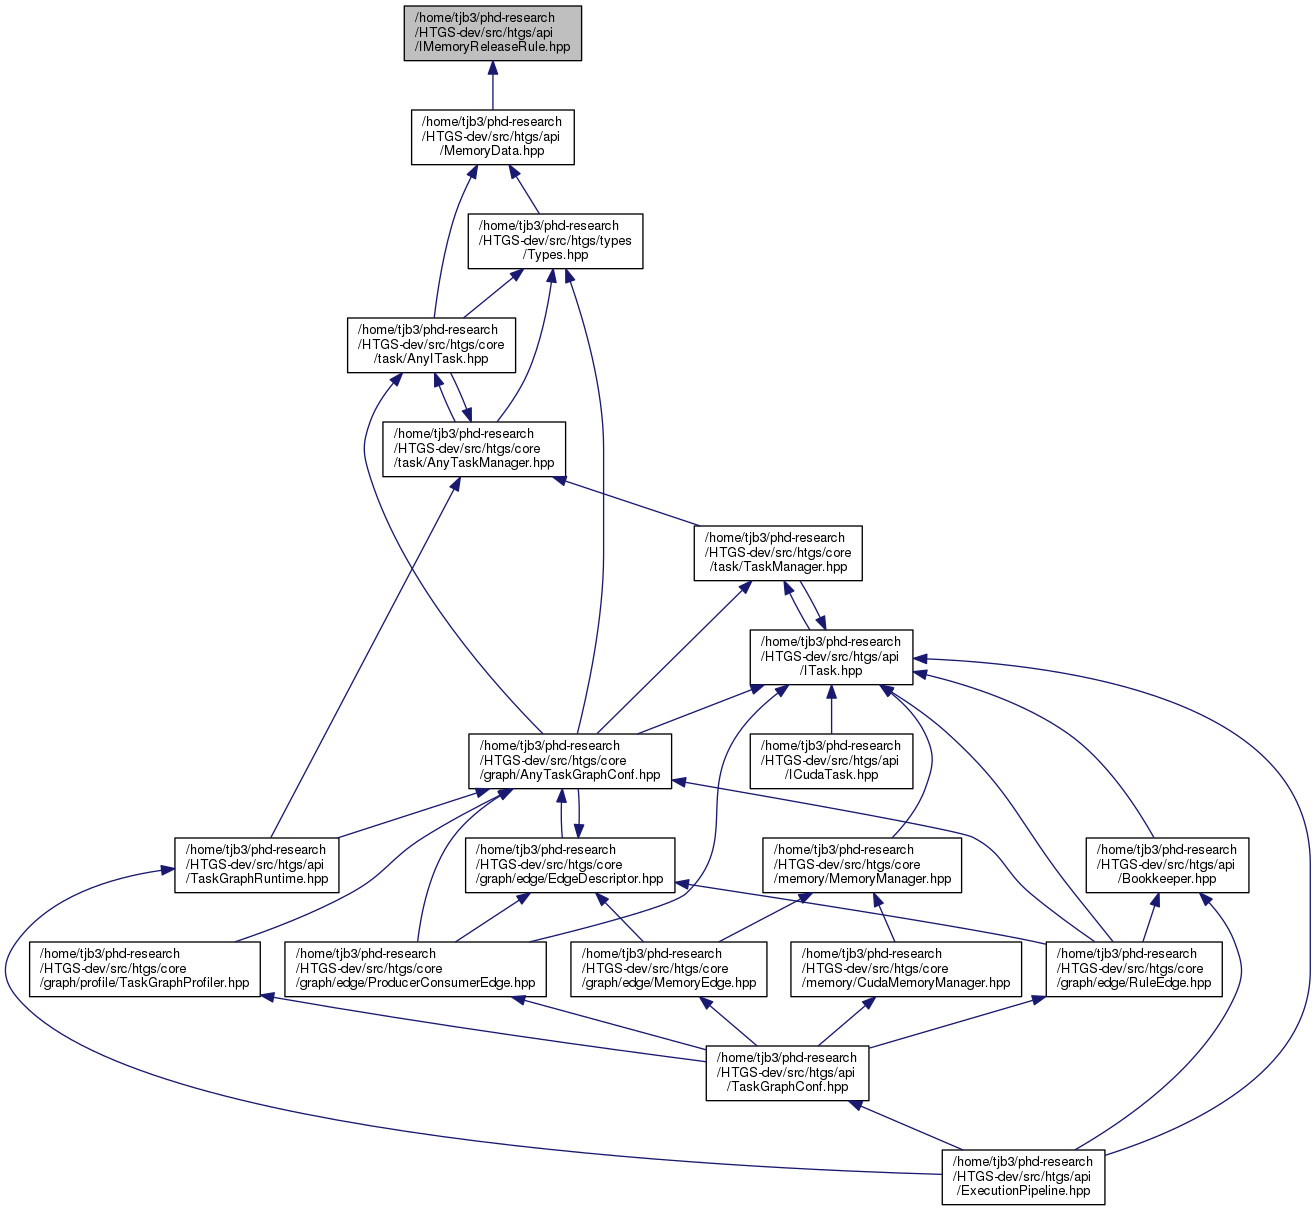 /home/tjb3/phd-research
/HTGS-dev/src/htgs/api
/IMemoryReleaseRule.hpp
/home/tjb3/phd-research
/HTGS-dev/src/htgs/api
/MemoryData.hpp
/home/tjb3/phd-research
/HTGS-dev/src/htgs/types
/Types.hpp
/home/tjb3/phd-research
/HTGS-dev/src/htgs/core
/task/AnyITask.hpp
/home/tjb3/phd-research
/HTGS-dev/src/htgs/core
/task/AnyTaskManager.hpp
/home/tjb3/phd-research
/HTGS-dev/src/htgs/core
/task/TaskManager.hpp
/home/tjb3/phd-research
/HTGS-dev/src/htgs/api
/ITask.hpp
/home/tjb3/phd-research
/HTGS-dev/src/htgs/core
/graph/AnyTaskGraphConf.hpp
/home/tjb3/phd-research
/HTGS-dev/src/htgs/api
/ICudaTask.hpp
/home/tjb3/phd-research
/HTGS-dev/src/htgs/api
/TaskGraphRuntime.hpp
/home/tjb3/phd-research
/HTGS-dev/src/htgs/core
/graph/edge/EdgeDescriptor.hpp
/home/tjb3/phd-research
/HTGS-dev/src/htgs/core
/memory/MemoryManager.hpp
/home/tjb3/phd-research
/HTGS-dev/src/htgs/api
/Bookkeeper.hpp
/home/tjb3/phd-research
/HTGS-dev/src/htgs/core
/graph/profile/TaskGraphProfiler.hpp
/home/tjb3/phd-research
/HTGS-dev/src/htgs/core
/graph/edge/ProducerConsumerEdge.hpp
/home/tjb3/phd-research
/HTGS-dev/src/htgs/core
/graph/edge/MemoryEdge.hpp
/home/tjb3/phd-research
/HTGS-dev/src/htgs/core
/memory/CudaMemoryManager.hpp
/home/tjb3/phd-research
/HTGS-dev/src/htgs/core
/graph/edge/RuleEdge.hpp
/home/tjb3/phd-research
/HTGS-dev/src/htgs/api
/TaskGraphConf.hpp
/home/tjb3/phd-research
/HTGS-dev/src/htgs/api
/ExecutionPipeline.hpp